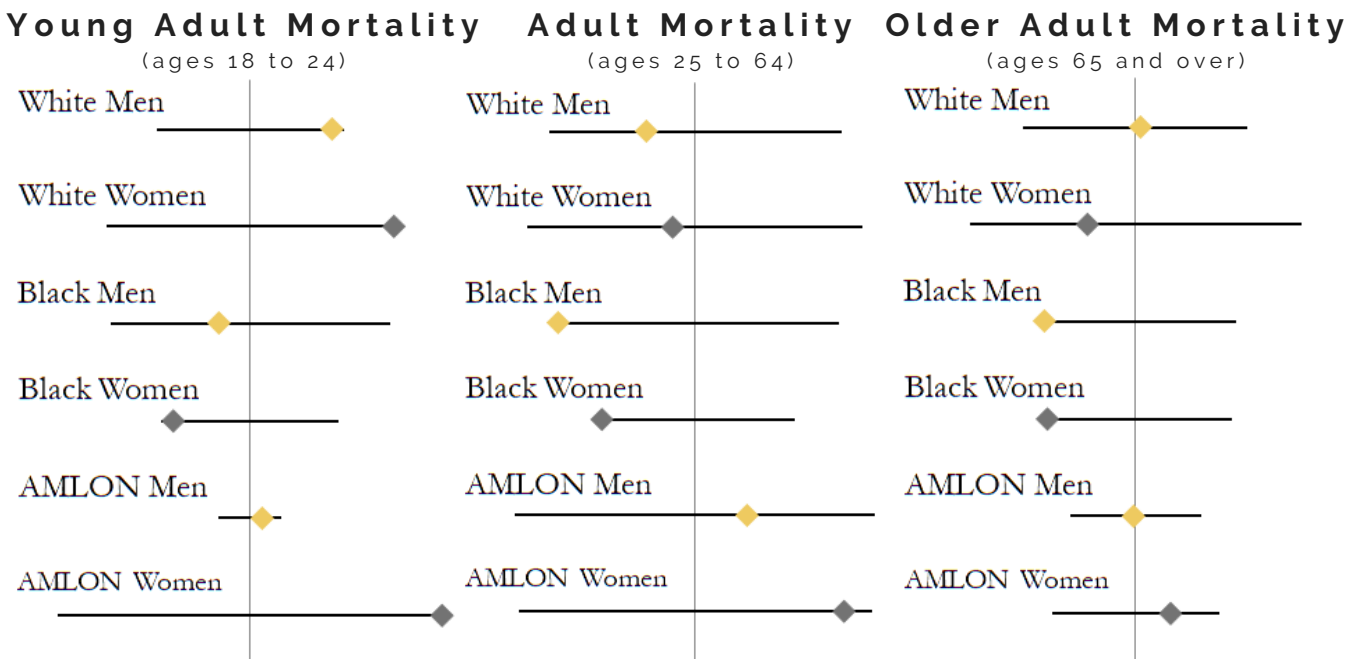 Young Adult Mortality
(ages 18 to 24)
White Men
White Women
Black Men
Black Women
AMLON Men
AMLON Women
Adult Mortality
(ages 25 to 64)
White Men
White Women
Black Men
Black Women
AMLON Men
AMLON Women
Older Adult Mortality
(ages 65 and over)
White Men
White Women
Black Men
Black Women
AMLON Men
AMLON Women